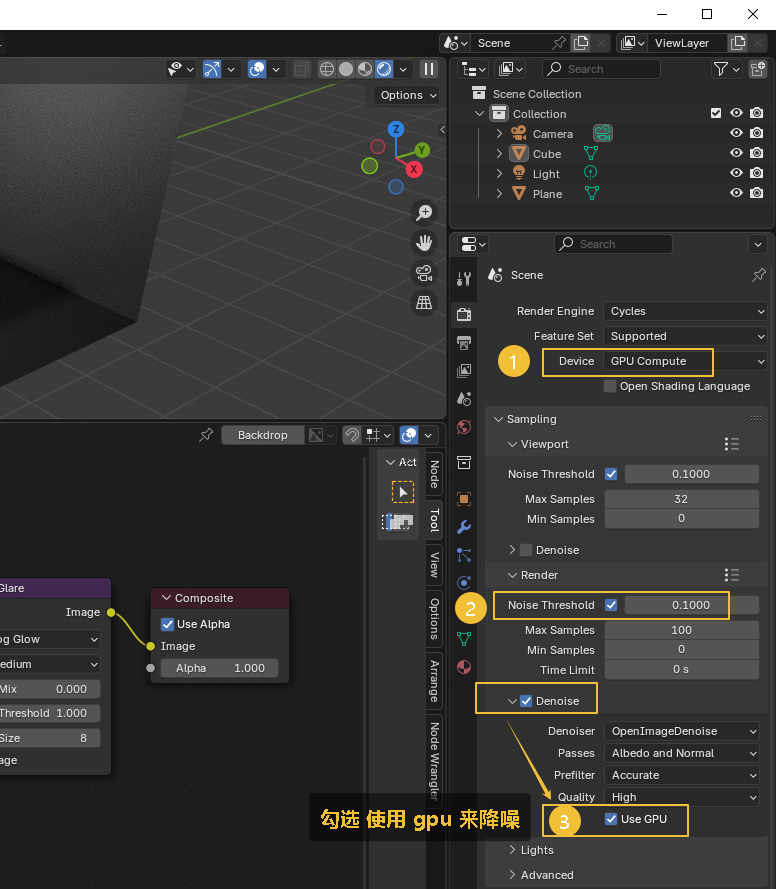 Scene
ViewLayer
Options
Z
Y
X
Search
Scene Collection
Collection
Camera
Cube
Light
Plane
Search
Scene
Render Engine Cycles
Feature Set Supported
1 Device GPU Compute
Open Shading Language
Sampling
Viewport
Noise Threshold 0.1000
Max Samples 32
Min Samples 0
Denoise
Render
2 Noise Threshold 0.1000
Max Samples 100
Min Samples 0
Time Limit 0 s
Denoise
Denoiser OpenImageDenoise
Passes Albedo and Normal
Prefilter Accurate
Quality High
3 Use GPU
Lights
Advanced
Backdrop
Act
Node
Tool
View
Options
Arrange
Node Wrangler
Glare
Image
og Glow
edium
Mix 0.000
Threshold 1.000
Size 8
age
Composite
Use Alpha
Image
Alpha 1.000
勾选 使用 gpu 来降噪